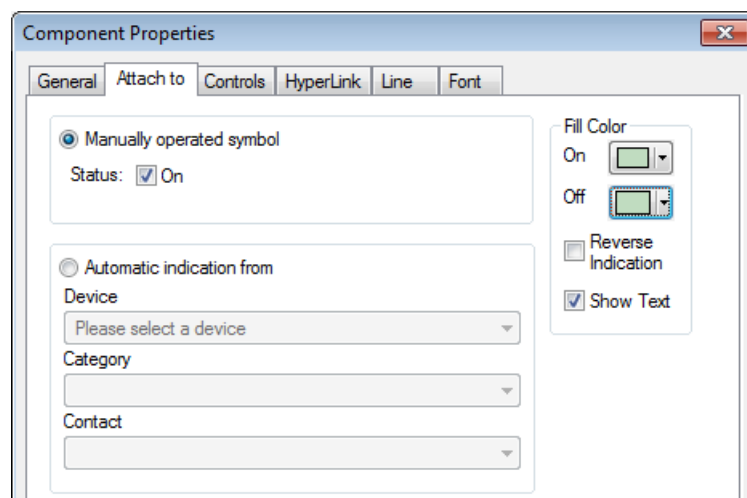 Component Properties
General Attach to Controls HyperLink Line Font
Manually operated symbol
Status: On
Automatic indication from
Device
Please select a device
Category
Contact
Fill Color
On
Off
Reverse
Indication
Show Text